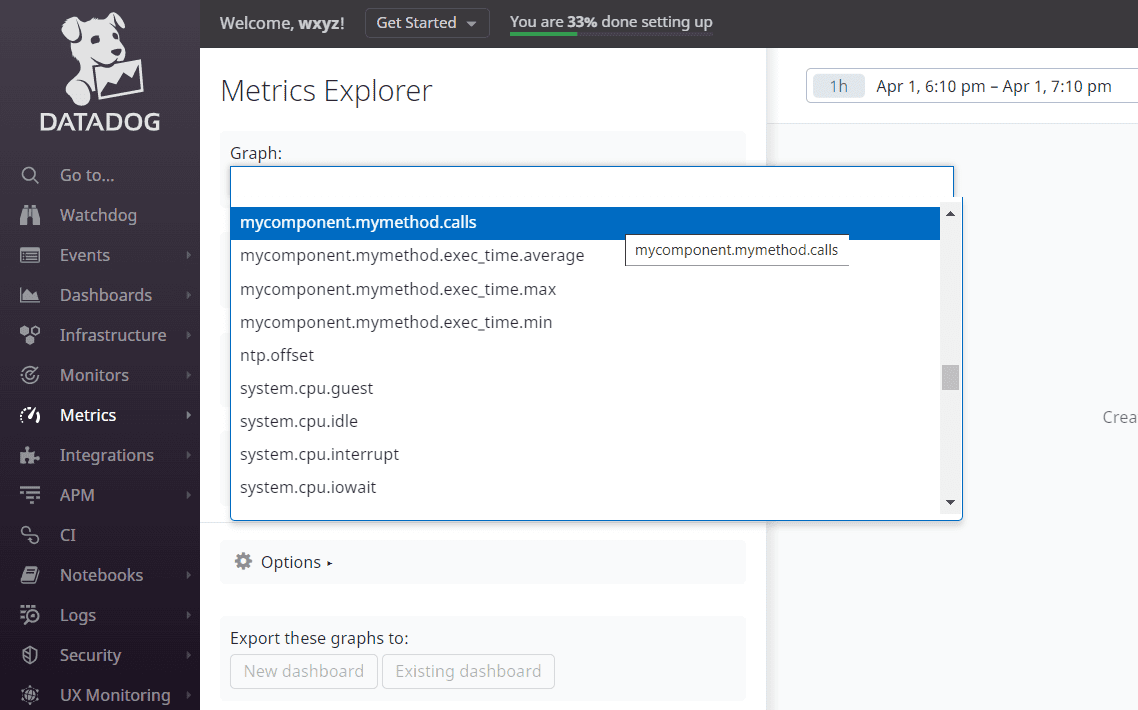 DATADOG
Go to...
Watchdog
Events
Dashboards
Infrastructure
Monitors
Metrics
Integrations
APM
CI
Notebooks
Logs
Security
UX Monitoring
Welcome, wxyz!
Get Started
You are 33% done setting up
Metrics Explorer
1h Apr 1, 6:10 pm – Apr 1, 7:10 pm
Graph:
mycomponent.mymethod.calls
mycomponent.mymethod.calls
mycomponent.mymethod.exec_time.average
mycomponent.mymethod.exec_time.max
mycomponent.mymethod.exec_time.min
ntp.offset
system.cpu.guest
system.cpu.idle
system.cpu.interrupt
system.cpu.iowait
Crea
Options
Export these graphs to:
New dashboard
Existing dashboard